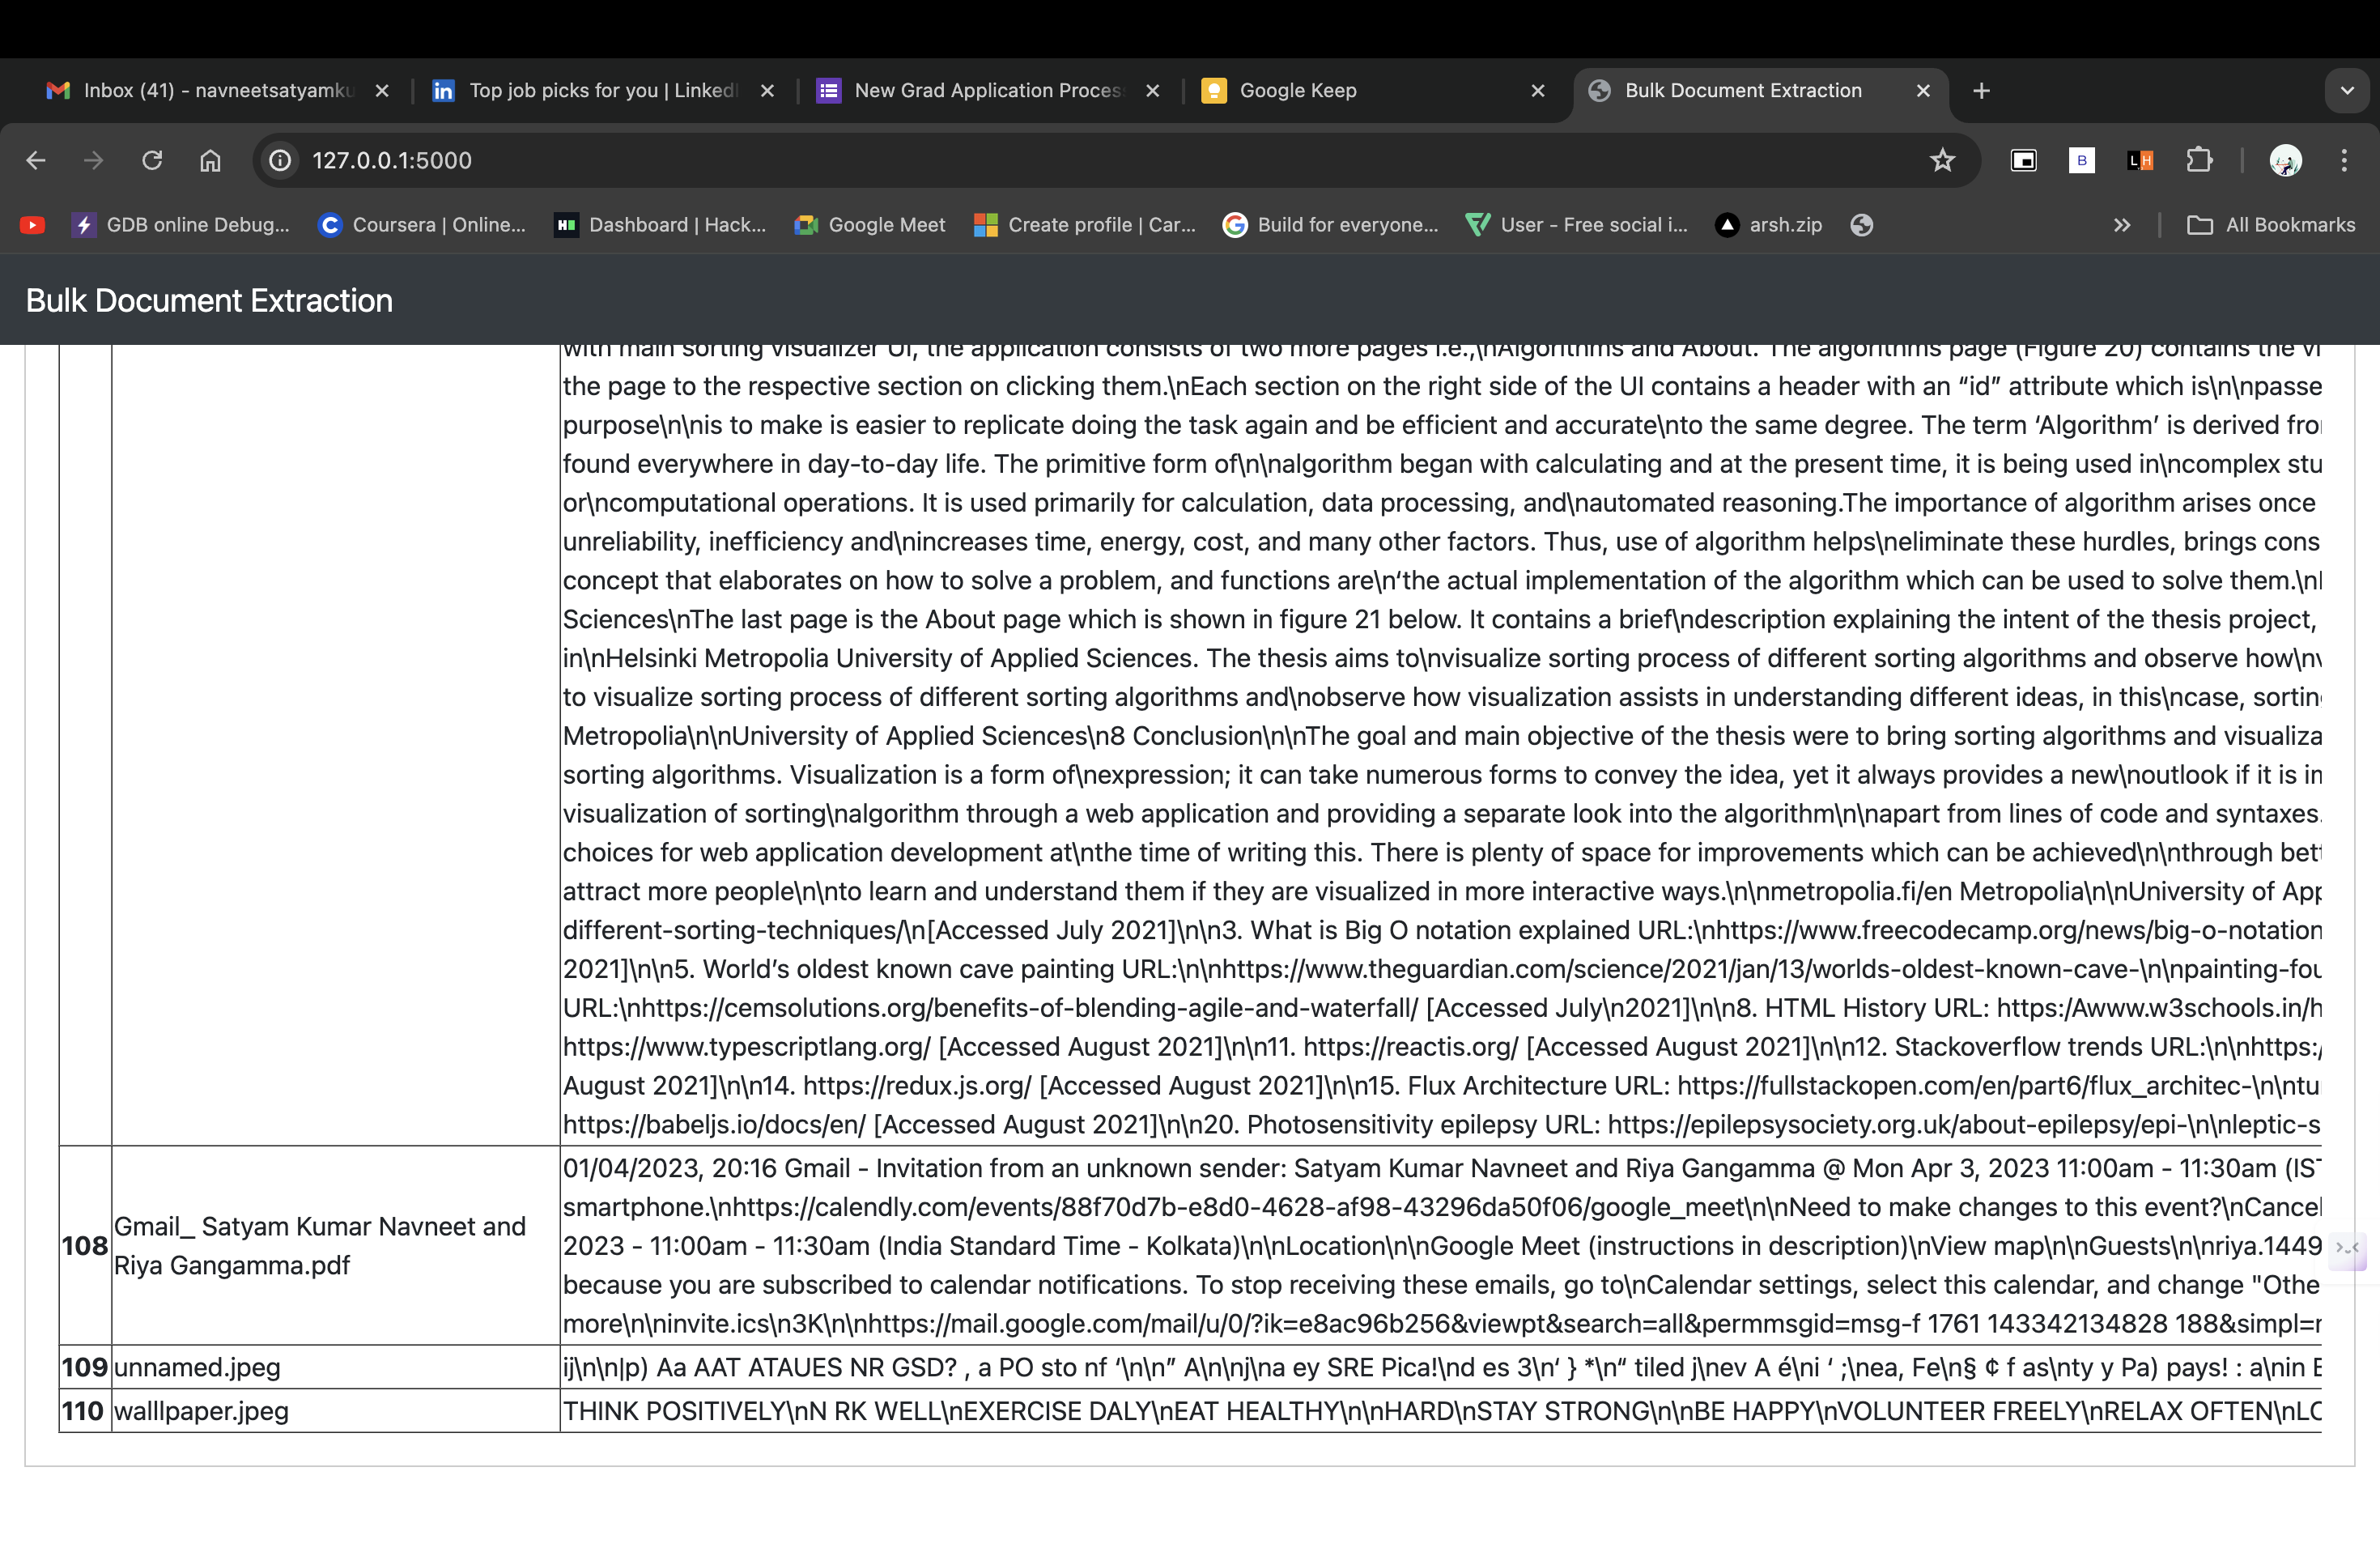 Inbox (41) - navneetsatyamku
Top job picks for you | LinkedI
New Grad Application Process
Google Keep
Bulk Document Extraction
127.0.0.1:5000
B
LH
GDB online Debug...
Coursera | Online...
Dashboard | Hack...
Google Meet
Create profile | Car...
Build for everyone...
User - Free social i...
arsh.zip
All Bookmarks
Bulk Document Extraction
with main sorting visualizer UI, the application consists of two more pages i.e.,\nAlgorithms and About. The algorithms page (Figure 20) contains the vi
the page to the respective section on clicking them.\nEach section on the right side of the UI contains a header with an “id” attribute which is\n\npasse
purpose\n\nis to make is easier to replicate doing the task again and be efficient and accurate\nto the same degree. The term ‘Algorithm’ is derived fro
found everywhere in day-to-day life. The primitive form of\n\nalgorithm began with calculating and at the present time, it is being used in\ncomplex stu
or\ncomputational operations. It is used primarily for calculation, data processing, and\nautomated reasoning.The importance of algorithm arises once
unreliability, inefficiency and\nincreases time, energy, cost, and many other factors. Thus, use of algorithm helps\neliminate these hurdles, brings cons
concept that elaborates on how to solve a problem, and functions are\n‘the actual implementation of the algorithm which can be used to solve them.\n
Sciences\nThe last page is the About page which is shown in figure 21 below. It contains a brief\ndescription explaining the intent of the thesis project,
in\nHelsinki Metropolia University of Applied Sciences. The thesis aims to\nvisualize sorting process of different sorting algorithms and observe how\nv
to visualize sorting process of different sorting algorithms and\nobserve how visualization assists in understanding different ideas, in this\ncase, sortin
Metropolia\n\nUniversity of Applied Sciences\n8 Conclusion\n\nThe goal and main objective of the thesis were to bring sorting algorithms and visualiza
sorting algorithms. Visualization is a form of\nexpression; it can take numerous forms to convey the idea, yet it always provides a new\noutlook if it is im
visualization of sorting\nalgorithm through a web application and providing a separate look into the algorithm\n\napart from lines of code and syntaxes.
choices for web application development at\nthe time of writing this. There is plenty of space for improvements which can be achieved\n\nthrough bett
attract more people\n\nto learn and understand them if they are visualized in more interactive ways.\n\nmetropolia.fi/en Metropolia\n\nUniversity of App
different-sorting-techniques/\n[Accessed July 2021]\n\n3. What is Big O notation explained URL:\nhttps://www.freecodecamp.org/news/big-o-notation
2021]\n\n5. World’s oldest known cave painting URL:\n\nhttps://www.theguardian.com/science/2021/jan/13/worlds-oldest-known-cave-\n\npainting-fou
URL:\nhttps://cemsolutions.org/benefits-of-blending-agile-and-waterfall/ [Accessed July\n2021]\n\n8. HTML History URL: https:/Awww.w3schools.in/h
https://www.typescriptlang.org/ [Accessed August 2021]\n\n11. https://reactis.org/ [Accessed August 2021]\n\n12. Stackoverflow trends URL:\n\nhttps:/
August 2021]\n\n14. https://redux.js.org/ [Accessed August 2021]\n\n15. Flux Architecture URL: https://fullstackopen.com/en/part6/flux_architec-\n\ntu
https://babeljs.io/docs/en/ [Accessed August 2021]\n\n20. Photosensitivity epilepsy URL: https://epilepsysociety.org.uk/about-epilepsy/epi-\n\nleptic-s
108
Gmail_ Satyam Kumar Navneet and
Riya Gangamma.pdf
01/04/2023, 20:16 Gmail - Invitation from an unknown sender: Satyam Kumar Navneet and Riya Gangamma @ Mon Apr 3, 2023 11:00am - 11:30am (IST
smartphone.\nhttps://calendly.com/events/88f70d7b-e8d0-4628-af98-43296da50f06/google_meet\n\nNeed to make changes to this event?\nCancel
2023 - 11:00am - 11:30am (India Standard Time - Kolkata)\n\nLocation\n\nGoogle Meet (instructions in description)\nView map\n\nGuests\n\nriya.1449
because you are subscribed to calendar notifications. To stop receiving these emails, go to\nCalendar settings, select this calendar, and change "Othe
more\n\ninvite.ics\n3K\n\nhttps://mail.google.com/mail/u/0/?ik=e8ac96b256&viewpt&search=all&permmsgid=msg-f 1761 143342134828 188&simpl=
109 unnamed.jpeg ij\n\n|p) Aa AAT ATAUES NR GSD? , a PO sto nf ‘\n\n” A\n\nj\na ey SRE Pica!\nd es 3\n‘ } *\n“ tiled j\nev A é\ni ‘ ;\nea, Fe\n§ ¢ f as\nty y Pa) pays! : a\nin E
110 walllpaper.jpeg THINK POSITIVELY\nN RK WELL\nEXERCISE DALY\nEAT HEALTHY\n\nHARD\nSTAY STRONG\n\nBE HAPPY\nVOLUNTEER FREELY\nRELAX OFTEN\nLO